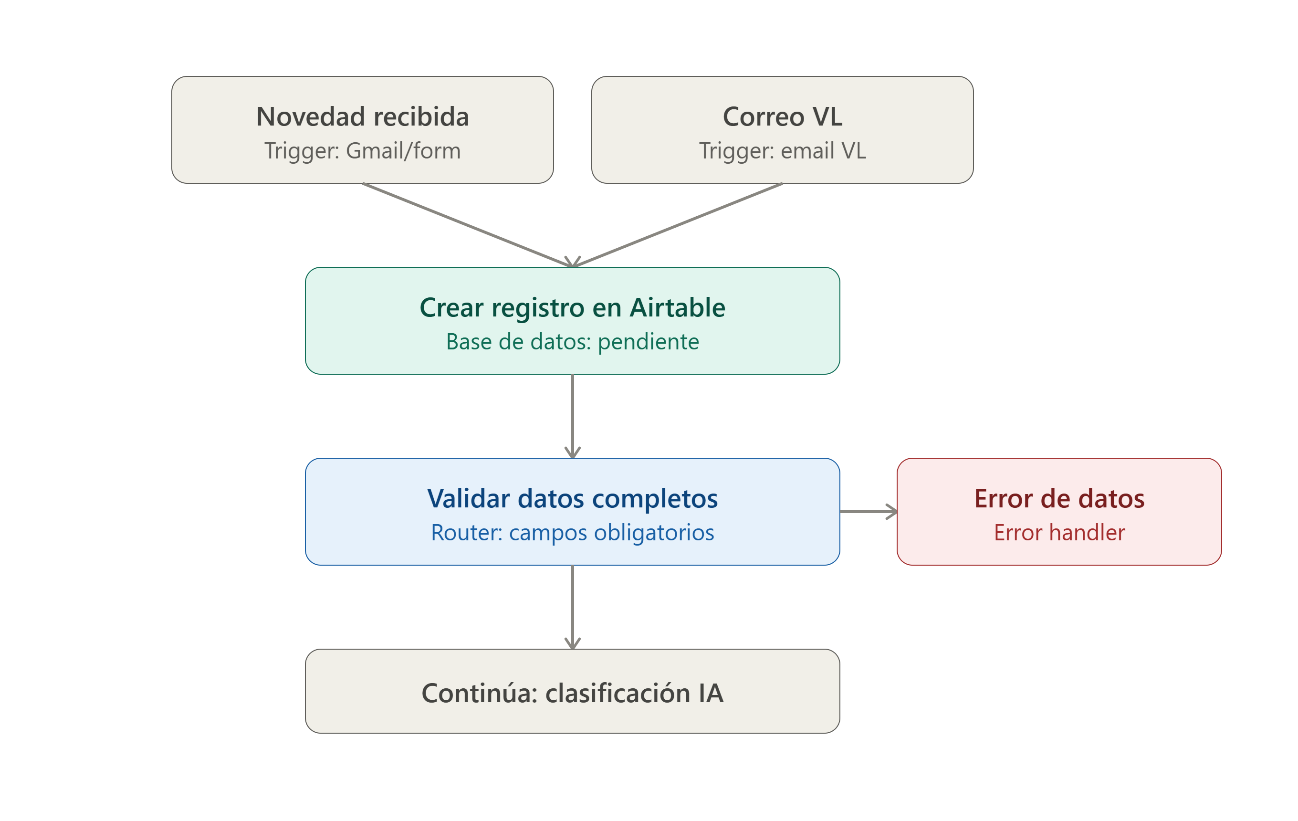 Novedad recibida
Trigger: Gmail/form
Correo VL
Trigger: email VL
Crear registro en Airtable
Base de datos: pendiente
Validar datos completos
Router: campos obligatorios
Error de datos
Error handler
Continúa: clasificación IA